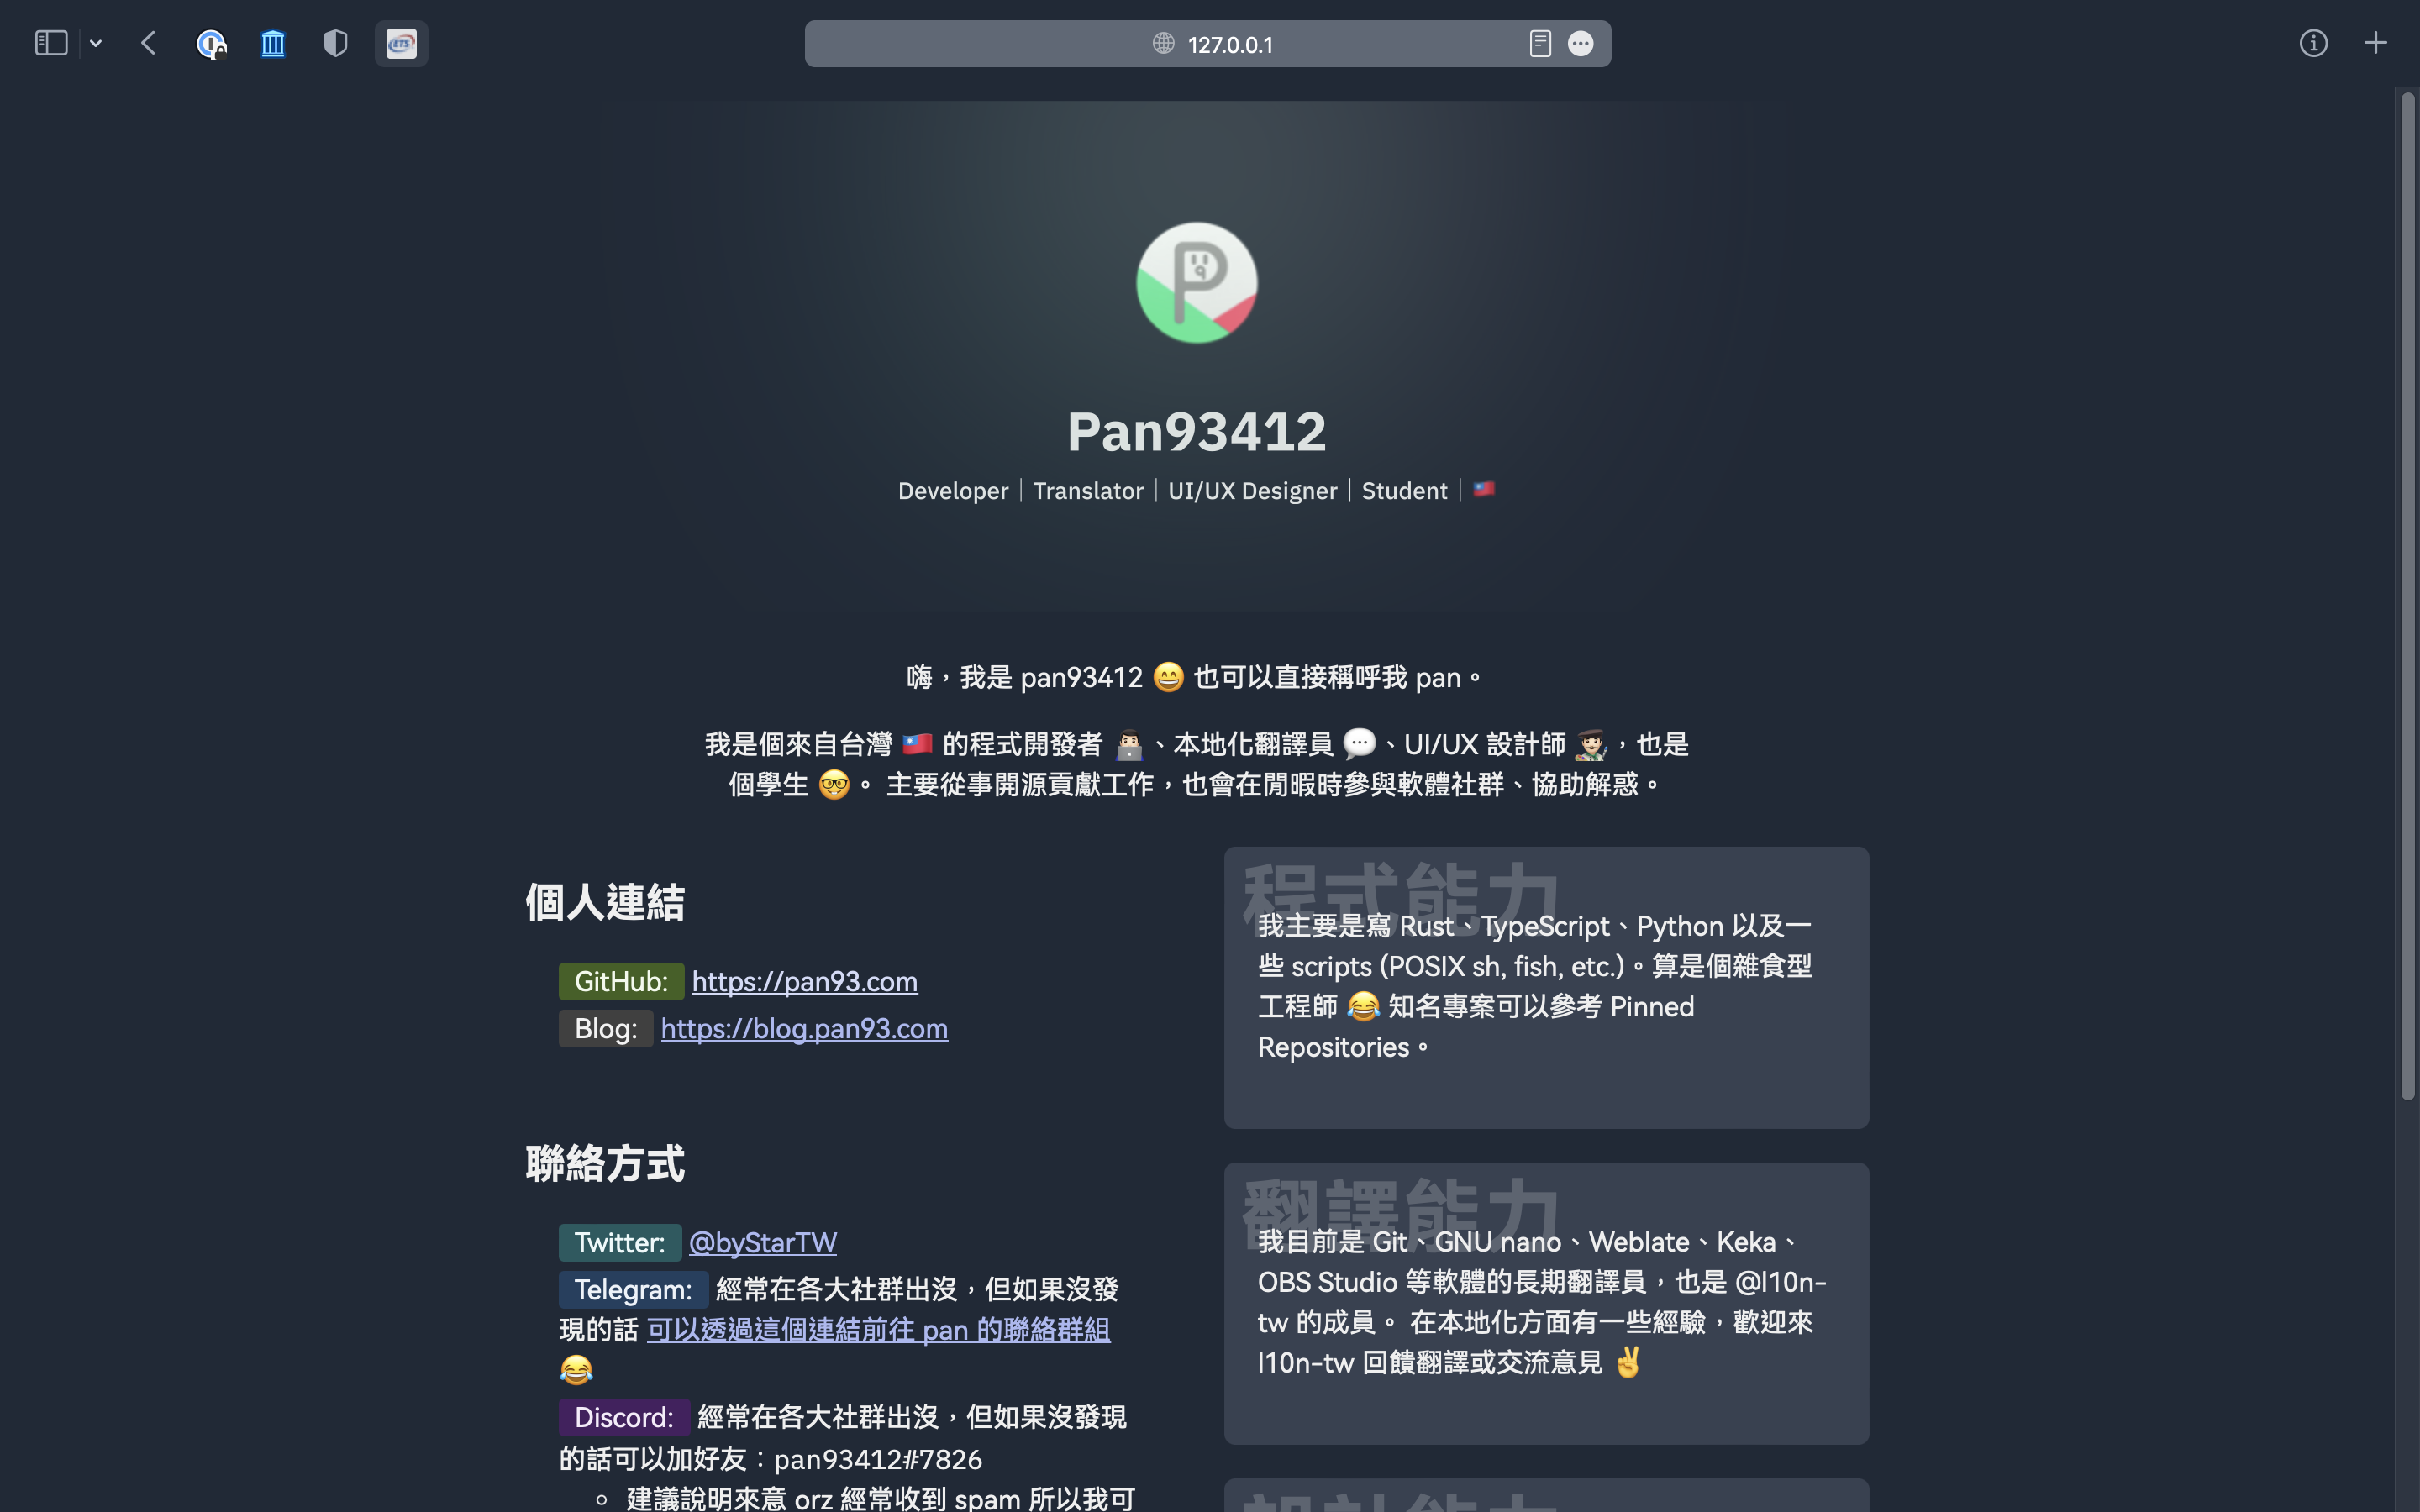 ETS
127.0.0.1
Pan93412
Developer | Translator | UI/UX Designer | Student | 🇹🇼
嗨，我是 pan93412 😄 也可以直接稱呼我 pan。
我是個來自台灣 🇹🇼 的程式開發者 👨🏻‍💻、本地化翻譯員 💬、UI/UX 設計師 👨🏻‍🎨，也是
個學生 🤓。 主要從事開源貢獻工作，也會在閒暇時參與軟體社群、協助解惑。
個人連結
GitHub: https://pan93.com
Blog: https://blog.pan93.com
聯絡方式
Twitter: @byStarTW
Telegram: 經常在各大社群出沒，但如果沒發
現的話 可以透過這個連結前往 pan 的聯絡群組
😂
Discord: 經常在各大社群出沒，但如果沒發現
的話可以加好友：pan93412#7826
建議說明來意 orz 經常收到 spam 所以我可
程式能力
我主要是寫 Rust、TypeScript、Python 以及一
些 scripts (POSIX sh, fish, etc.)。算是個雜食型
工程師 😂 知名專案可以參考 Pinned
Repositories。
翻譯能力
我目前是 Git、GNU nano、Weblate、Keka、
OBS Studio 等軟體的長期翻譯員，也是 @l10n-
tw 的成員。 在本地化方面有一些經驗，歡迎來
l10n-tw 回饋翻譯或交流意見 ✌️